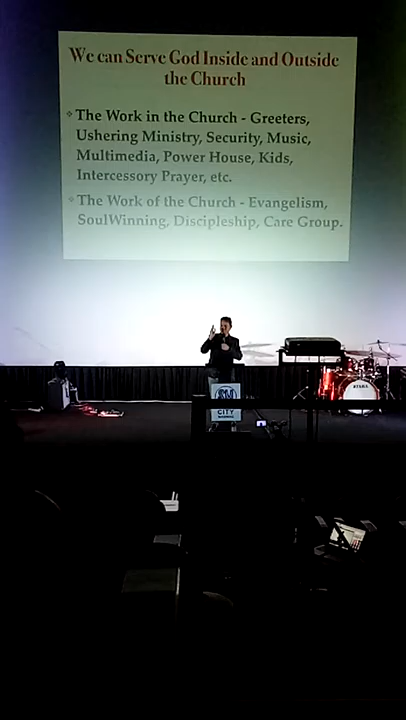 We can Serve God Inside and Outside
the Church
The Work in the Church - Greeters,
Ushering Ministry, Security, Music,
Multimedia, Power House, Kids,
Intercessory Prayer, etc.
The Work of the Church - Evangelism,
SoulWinning, Discipleship, Care Group.
CITY
TAMA